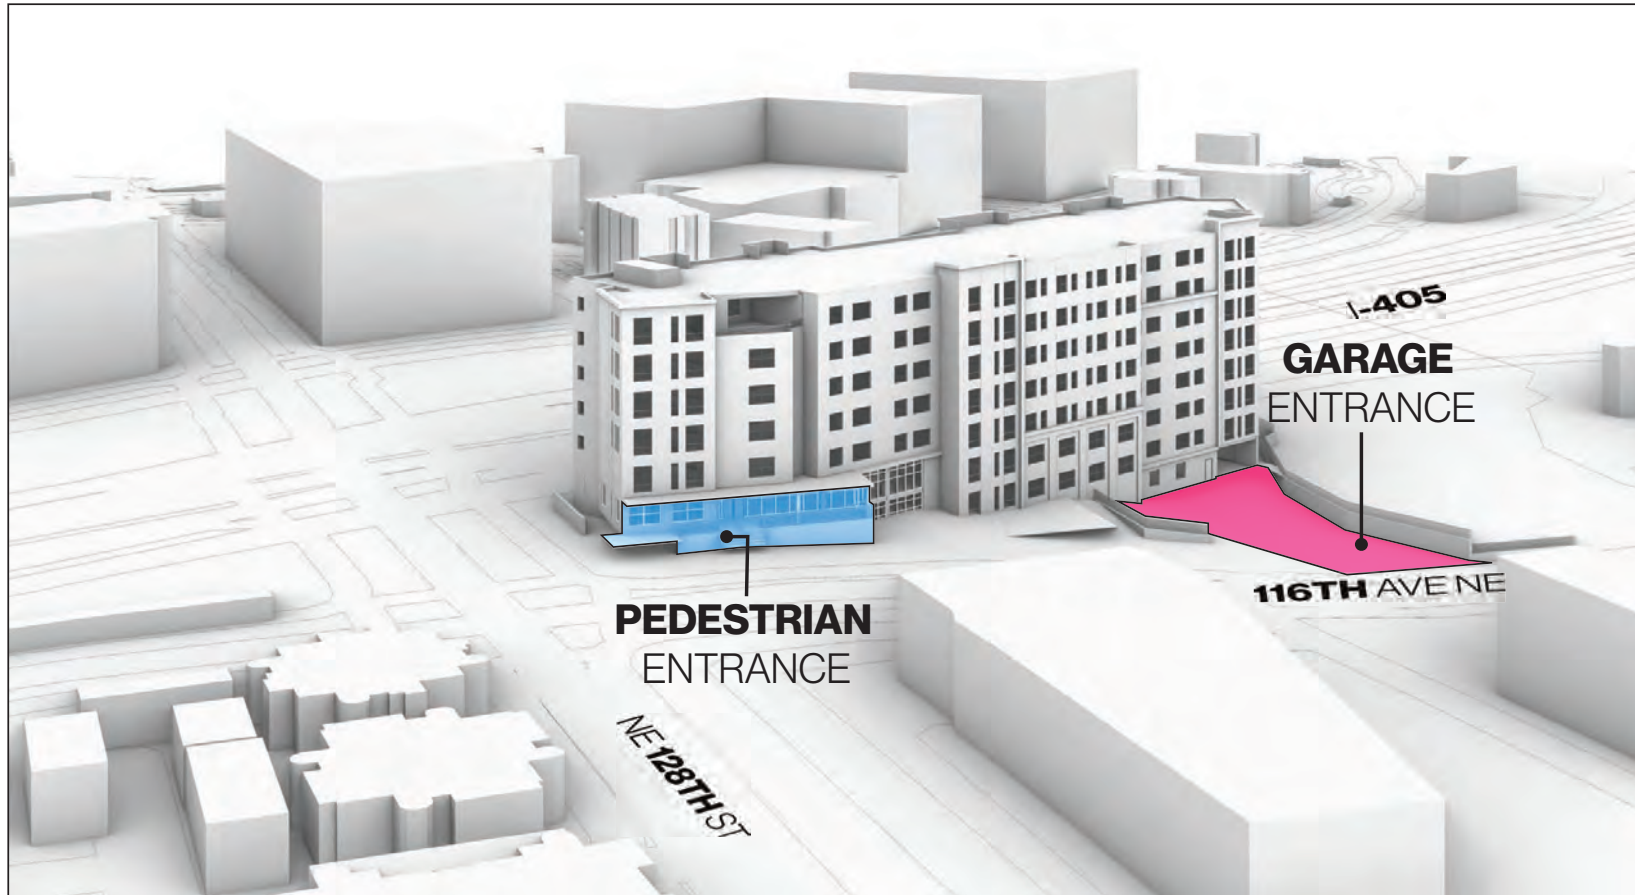 I-405
GARAGE
ENTRANCE
116TH AVE NE
PEDESTRIAN
ENTRANCE
NE 128TH ST